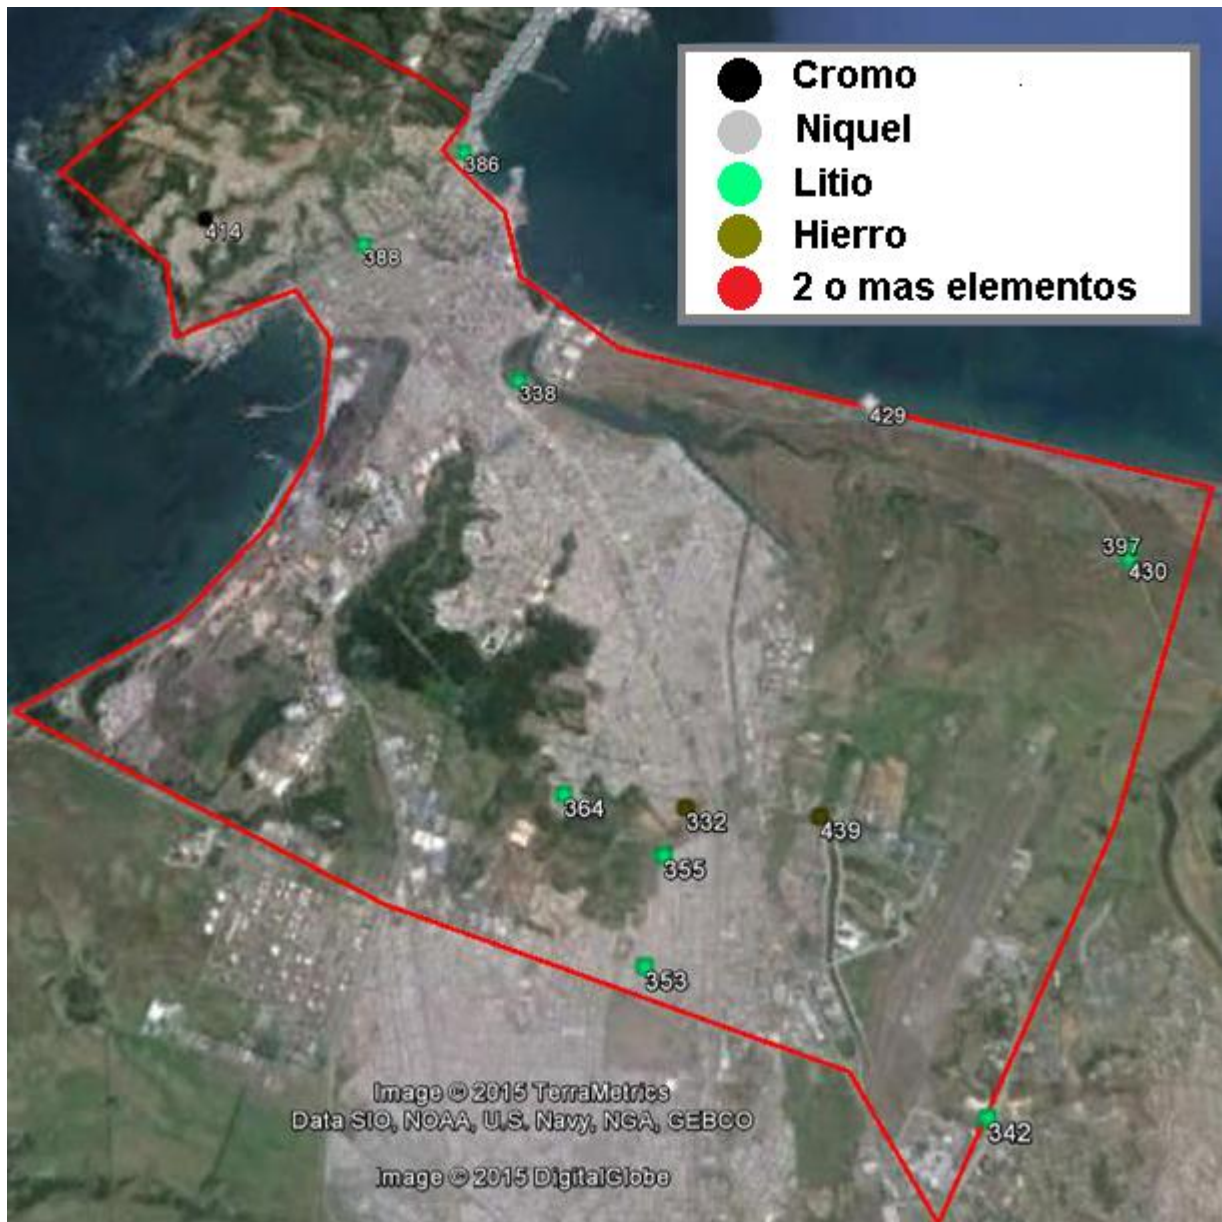 Cromo
Niquel
Litio
Hierro
2 o mas elementos
386
414
388
338
429
397
430
364
332
439
355
353
342
Image © 2015 TerraMetrics
Data SIO, NOAA, U.S. Navy, NGA, GEBCO
Image © 2015 DigitalGlobe